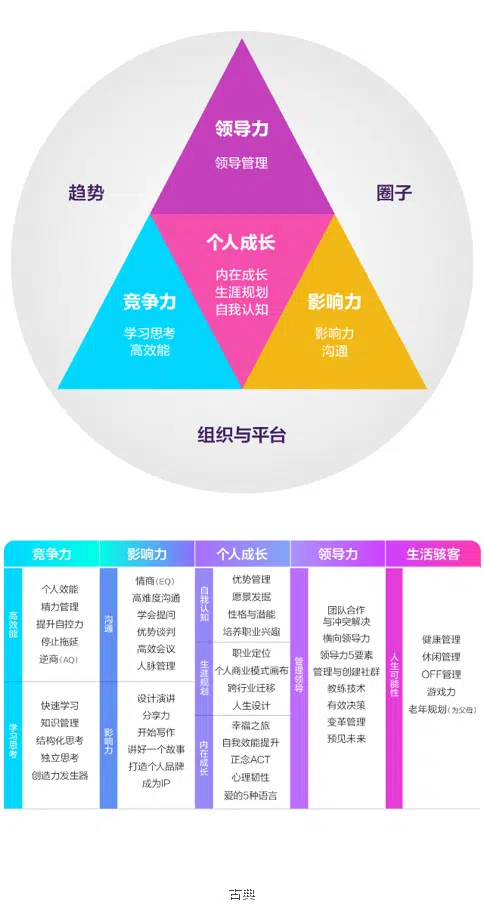 领导力
领导管理
趋势
圈子
个人成长
内在成长
生涯规划
自我认知
竞争力
学习思考
高效能
影响力
影响力
沟通
组织与平台
竞争力
影响力
个人成长
领导力
生活骇客
高效能
个人效能
精力管理
提升自控力
停止拖延
逆商(AQ)
学习思考
快速学习
知识管理
结构化思考
独立思考
创造力发生器
沟通
情商(EQ)
高难度沟通
学会提问
优势谈判
高效会议
人脉管理
影响力
设计演讲
分享力
开始写作
讲好一个故事
打造个人品牌
成为IP
自我认知
优势管理
愿景发掘
性格与潜能
培养职业兴趣
生涯规划
职业定位
个人商业模式画布
跨行业迁移
人生设计
内在成长
幸福之旅
自我效能提升
正念ACT
心理韧性
爱的5种语言
管理领导
团队合作
与冲突解决
横向领导力
领导力5要素
管理与创建社群
教练技术
有效决策
变革管理
预见未来
人生可能性
健康管理
休闲管理
OFF管理
游戏力
老年规划(为父母)
古典